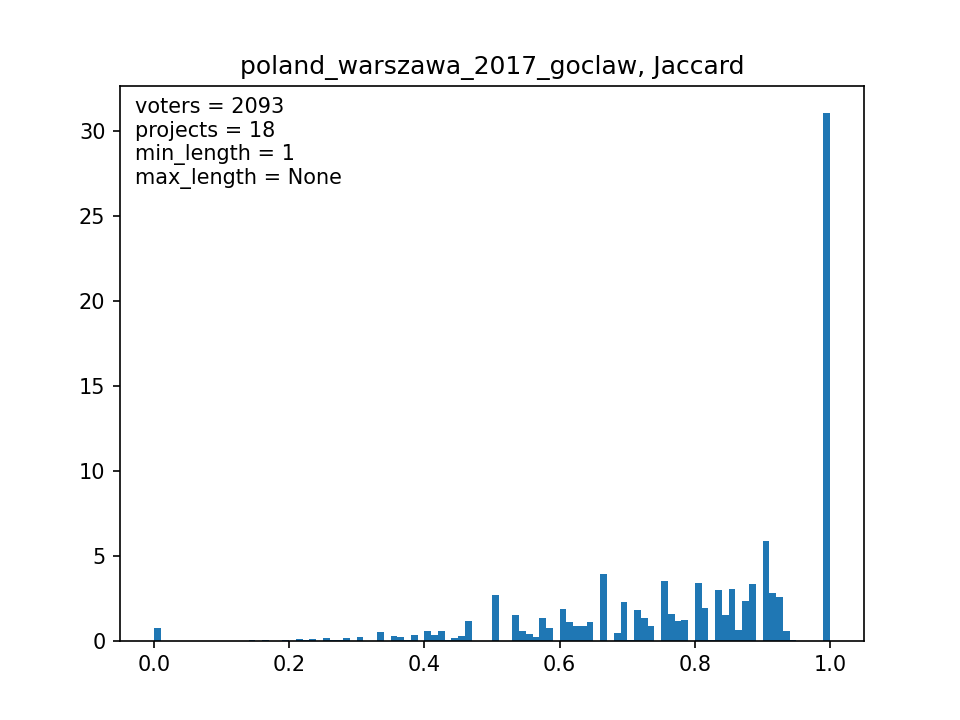 poland_warszawa_2017_goclaw, Jaccard
voters = 2093
projects = 18
min_length = 1
max_length = None
30
25
20
15
10
5
0
0.0 0.2 0.4 0.6 0.8 1.0